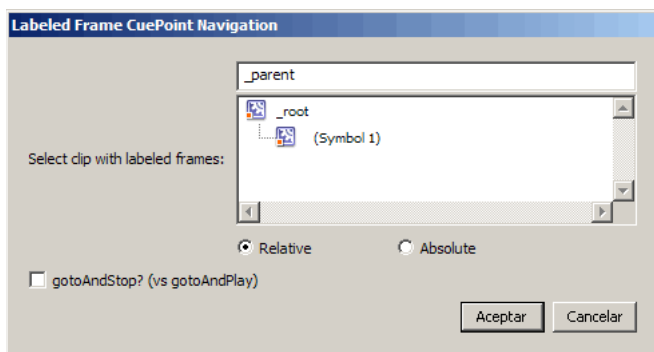 Labeled Frame CuePoint Navigation
_parent
_root
(Symbol 1)
Select clip with labeled frames:
Relative Absolute
gotoAndStop? (vs gotoAndPlay)
Aceptar Cancelar